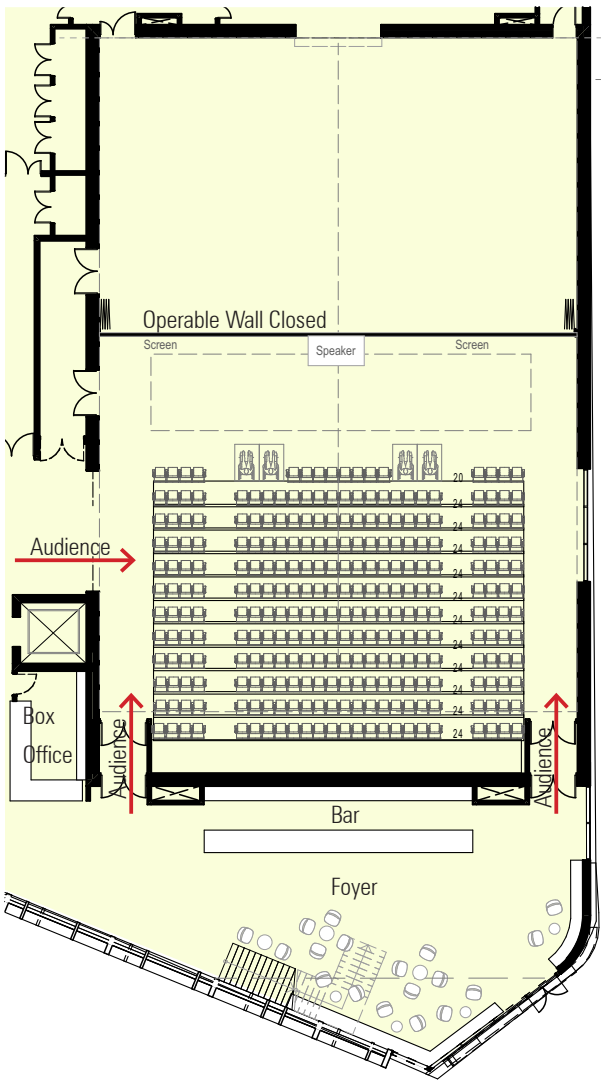 Operable Wall Closed
Screen
Speaker
Screen
20
24
24
24
Audience
24
24
24
24
24
24
24
24
Box
Office
Audience
Audience
Bar
Foyer